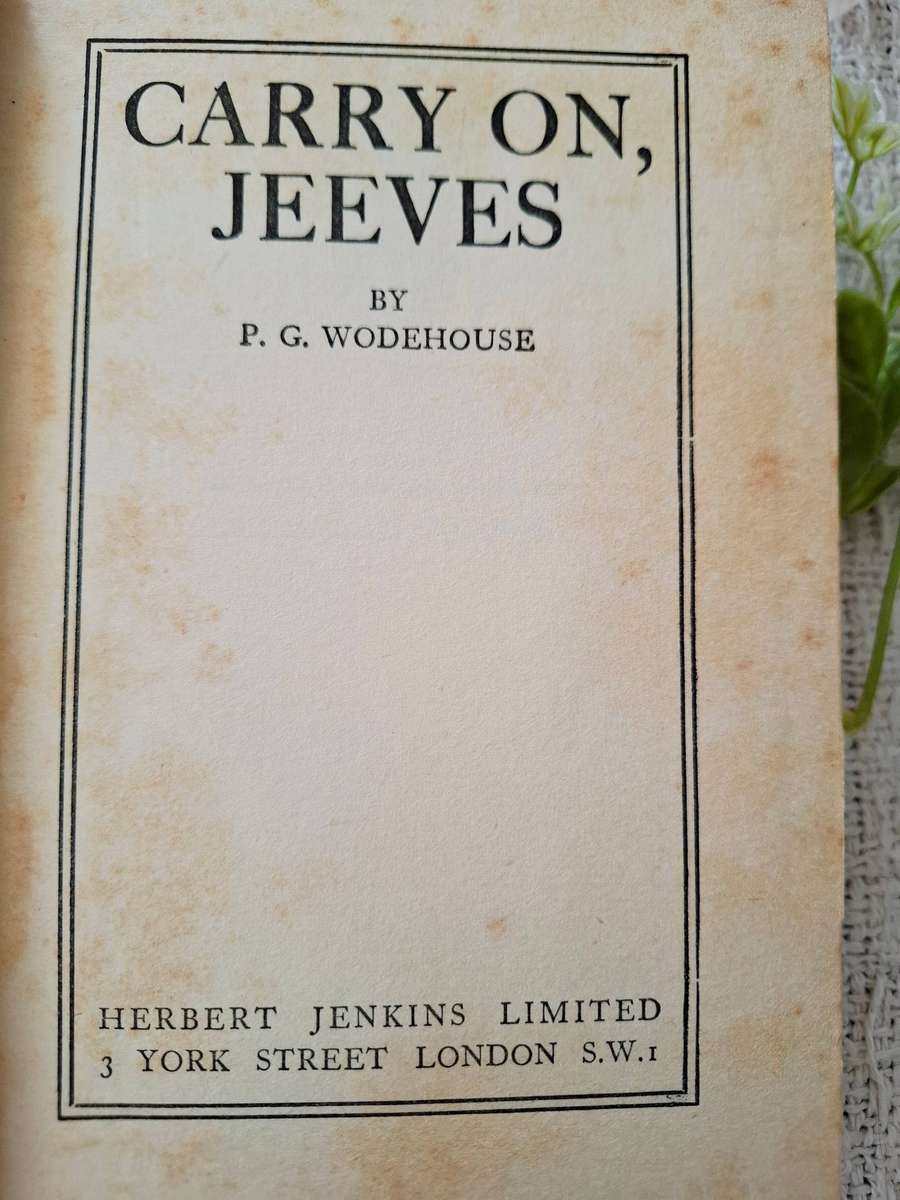 CARRY ON,
JEEVES
BY
P. G. WODEHOUSE
HERBERT JENKINS LIMITED
3 YORK STREET LONDON S.W.1